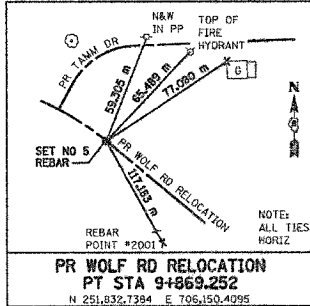 N&W
IN PP
TOP OF
FIRE
HYDRANT
PR TAMM DR
59.305 m
65.489 m
77.080 m
G
N
SET NO 5
REBAR
PR WOLF RD RELOCATION
117.163 m
REBAR
POINT #2001
NOTE:
ALL TIES
HORIZ
PR WOLF RD RELOCATION
PT STA 9+869.252
N 251,832.7384 E 706,150.4095